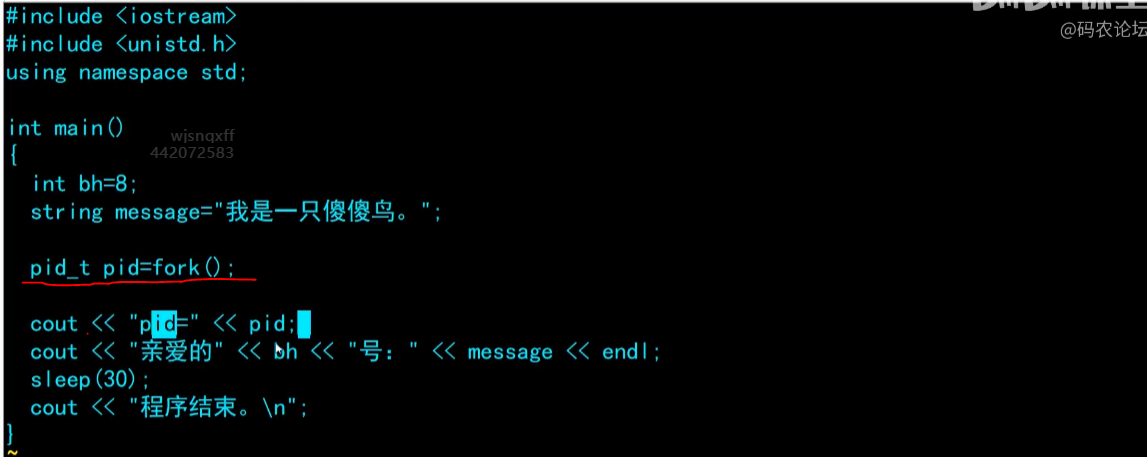 #include <iostream>
@码农论坛
#include <unistd.h>
using namespace std;
int main()
wjsnqxff
{
442072583
int bh=8;
string message="我是一只傻傻鸟。";
pid_t pid=fork();
cout << "pid=" << pid;
cout << "亲爱的" << bh << "号：" << message << endl;
sleep(30);
cout << "程序结束。\n";
}
~